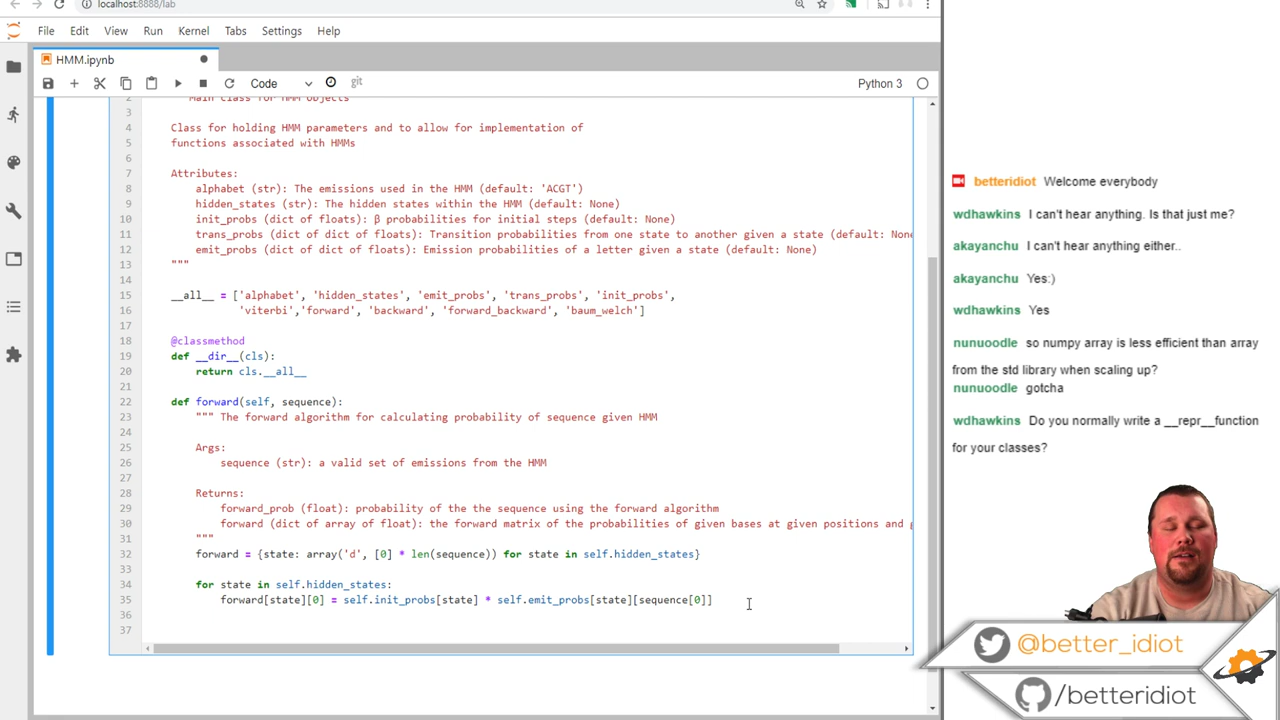 localhost:8888/lab
File Edit View Run Kernel Tabs Settings Help
HMM.ipynb
Code
git
Python 3
2 Main class for HMM objects
3
4 Class for holding HMM parameters and to allow for implementation of
5 functions associated with HMMs
6
7 Attributes:
8 alphabet (str): The emissions used in the HMM (default: 'ACGT')
9 hidden_states (str): The hidden states within the HMM (default: None)
10 init_probs (dict of floats): β probabilities for initial steps (default: None)
11 trans_probs (dict of dict of floats): Transition probabilities from one state to another given a state (default: None
12 emit_probs (dict of dict of floats): Emission probabilities of a letter given a state (default: None)
13 """
14
15 __all__ = ['alphabet', 'hidden_states', 'emit_probs', 'trans_probs', 'init_probs',
16 'viterbi','forward', 'backward', 'forward_backward', 'baum_welch']
17
18 @classmethod
19 def __dir__(cls):
20 return cls.__all__
21
22 def forward(self, sequence):
23 """ The forward algorithm for calculating probability of sequence given HMM
24
25 Args:
26 sequence (str): a valid set of emissions from the HMM
27
28 Returns:
29 forward_prob (float): probability of the the sequence using the forward algorithm
30 forward (dict of array of float): the forward matrix of the probabilities of given bases at given positions and
31 """
32 forward = {state: array('d', [0] * len(sequence)) for state in self.hidden_states}
33
34 for state in self.hidden_states:
35 forward[state][0] = self.init_probs[state] * self.emit_probs[state][sequence[0]]
36
37
betteridiot Welcome everybody
wdhawkins I can't hear anything. Is that just me?
akayanchu I can't hear anything either..
akayanchu Yes:)
wdhawkins Yes
nunuoodle so numpy array is less efficient than array
from the std library when scaling up?
nunuoodle gotcha
wdhawkins Do you normally write a __repr__function
for your classes?
@better_idiot
/betteridiot